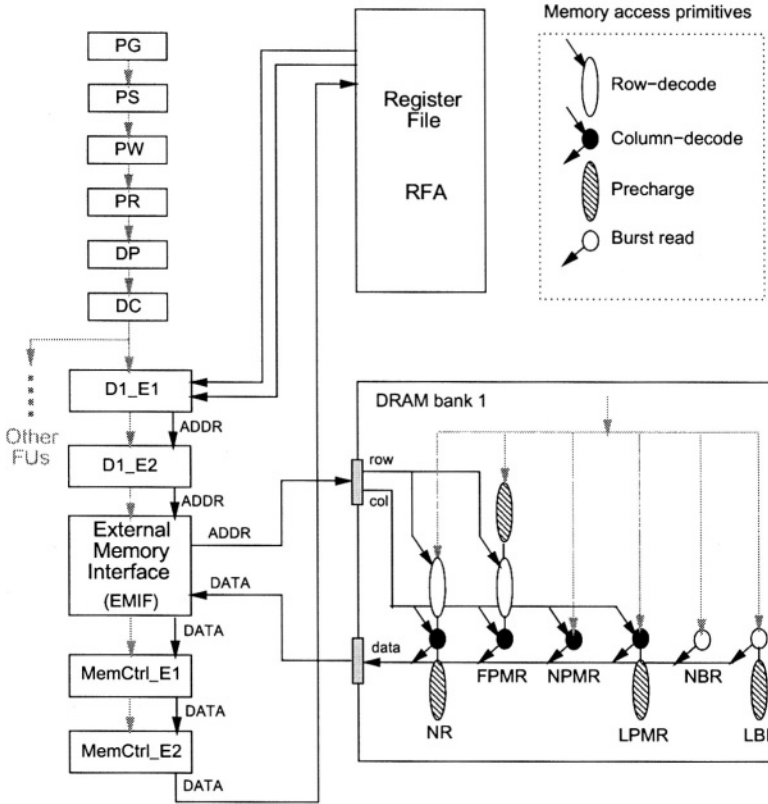 PG
PS
PW
PR
DP
DC
Other
FUs
D1_E1
ADDR
D1_E2
ADDR
External
Memory
Interface
(EMIF)
ADDR
DATA
DATA
MemCtrl_E1
DATA
MemCtrl_E2
DATA
Register
File
RFA
Memory access primitives
Row-decode
Column-decode
Precharge
Burst read
DRAM bank 1
row
col
data
NR
FPMR
NPMR
LPMR
NBR